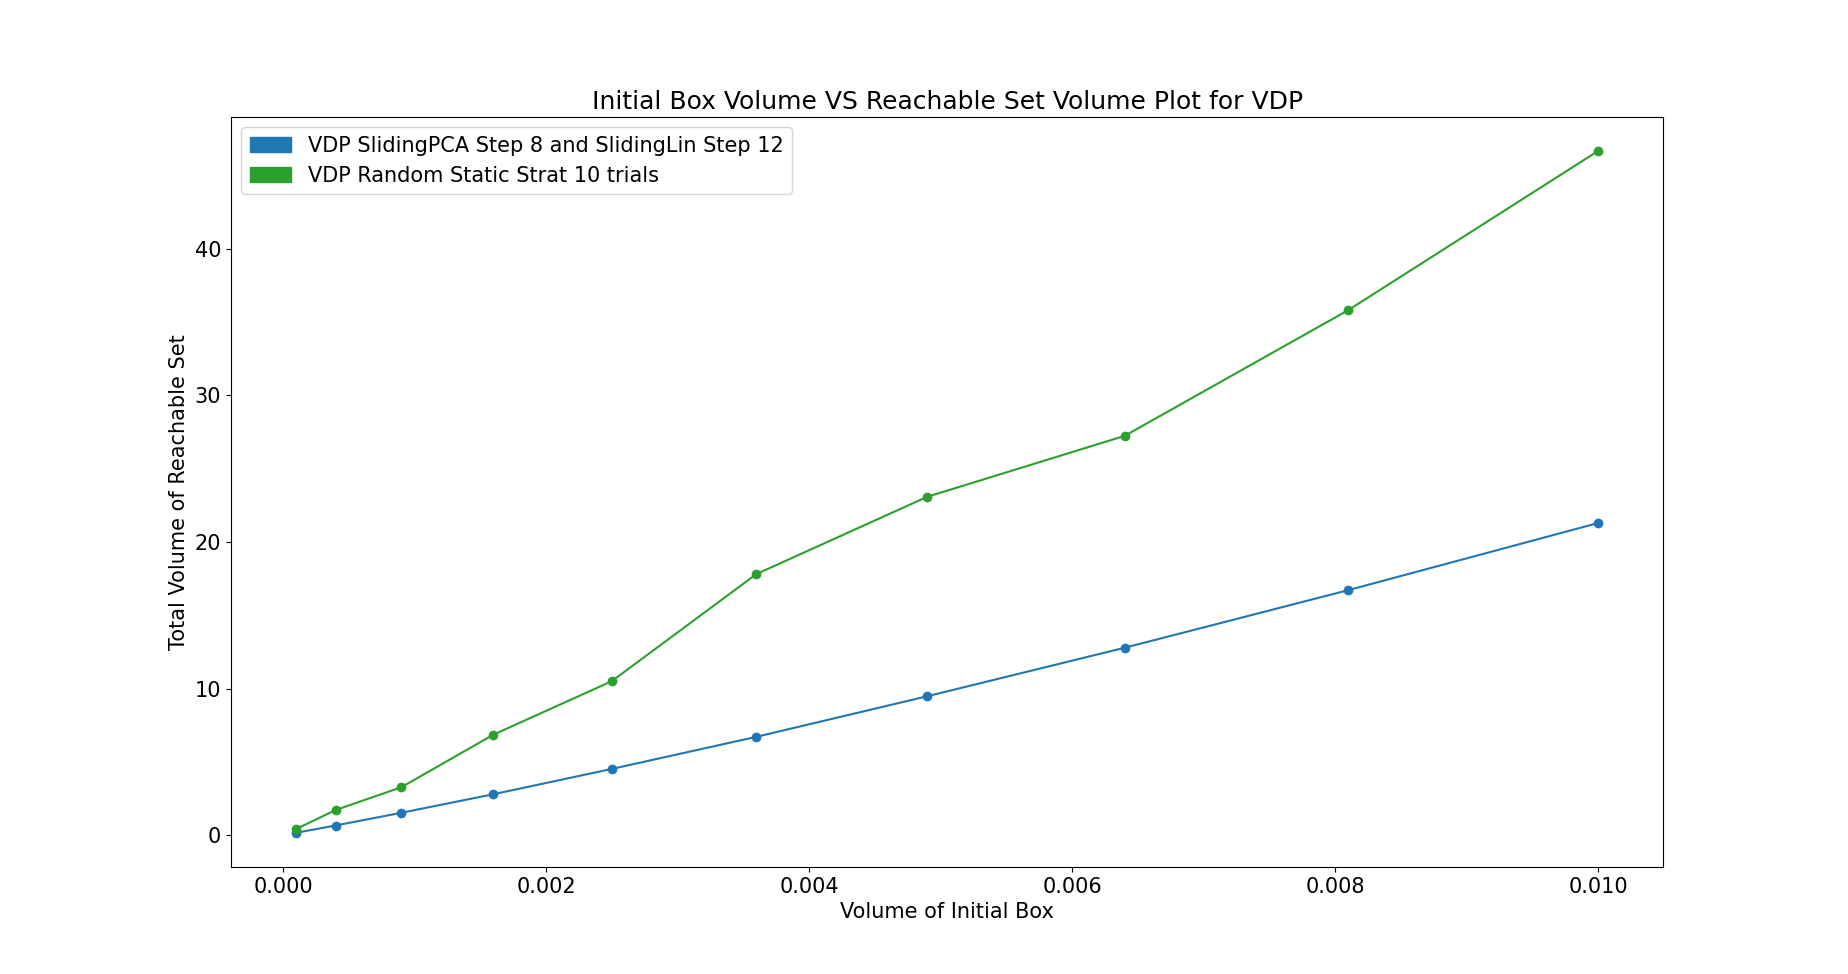 Initial Box Volume VS Reachable Set Volume Plot for VDP
VDP SlidingPCA Step 8 and SlidingLin Step 12
VDP Random Static Strat 10 trials
Total Volume of Reachable Set
40
30
20
10
0
0.000 0.002 0.004 0.006 0.008 0.010
Volume of Initial Box